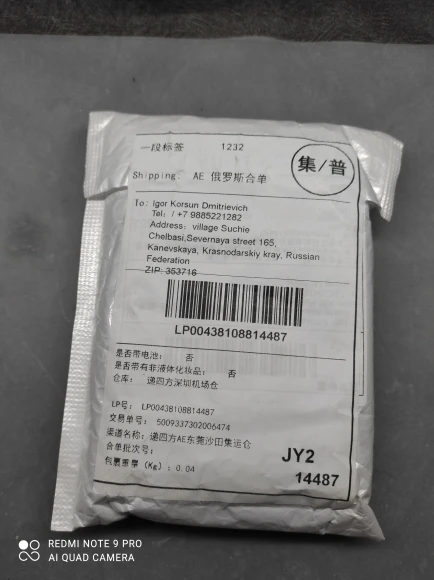 一段标签 1232
集/普
Shipping: AE 俄罗斯合单
To: Igor Korsun Dmitrievich
Tel: / +7 9885221282
Address: village Suchie
Chelbasi,Severnaya street 165,
Kanevskaya, Krasnodarskiy kray, Russian
Federation
ZIP: 353716
LP00438108814487
是否带电池: 否
是否带有非液体化妆品: 否
仓库: 递四方深圳机场仓
LP号: LP00438108814487
交易单号: 5009337302006474
渠道名称: 递四方AE东莞沙田集运仓
合单批次号:
包裹重量 (Kg): 0.04
JY2
14487
REDMI NOTE 9 PRO
AI QUAD CAMERA